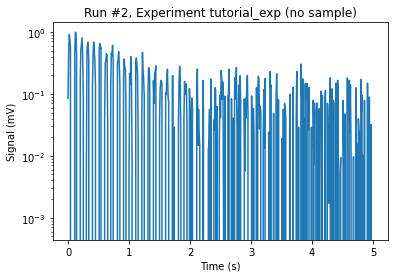 Run #2, Experiment tutorial_exp (no sample)
Signal (mV)
10⁰
10⁻¹
10⁻²
10⁻³
0 1 2 3 4 5
Time (s)